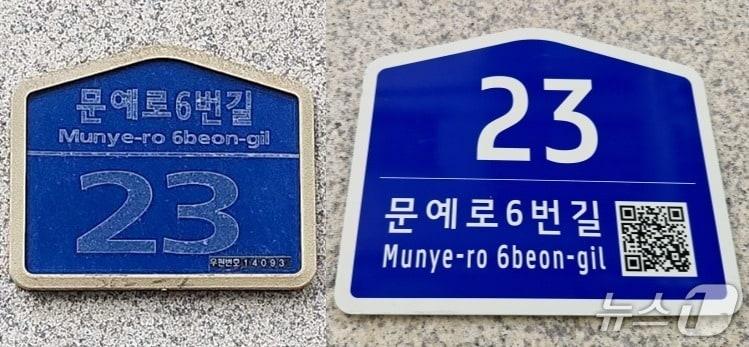 문예로6번길
Munye-ro 6beon-gil
23
우편번호 14093
23
문예로6번길
Munye-ro 6beon-gil
뉴스1